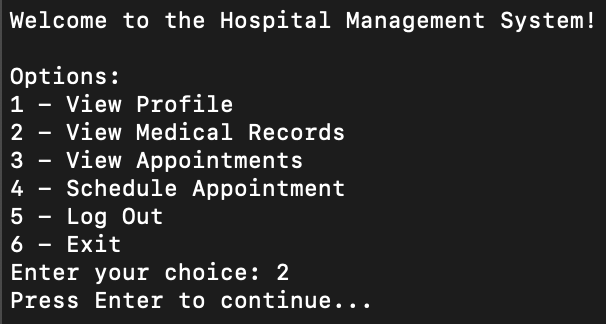 Welcome to the Hospital Management System!
Options:
1 – View Profile
2 – View Medical Records
3 – View Appointments
4 – Schedule Appointment
5 – Log Out
6 – Exit
Enter your choice: 2
Press Enter to continue...